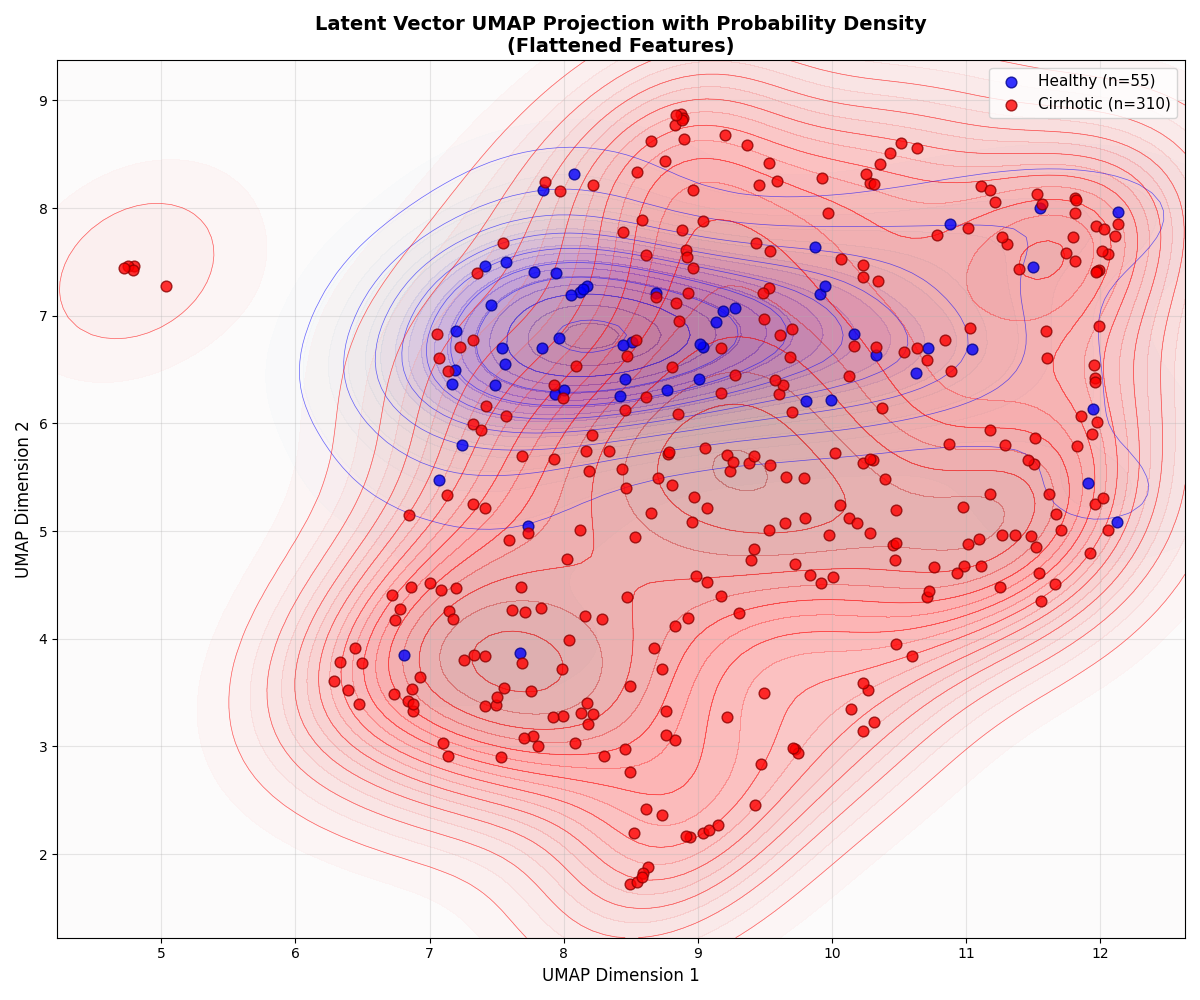 Latent Vector UMAP Projection with Probability Density
(Flattened Features)
Healthy (n=55)
Cirrhotic (n=310)
UMAP Dimension 2
9
8
7
6
5
4
3
2
5
6
7
8
9
10
11
12
UMAP Dimension 1